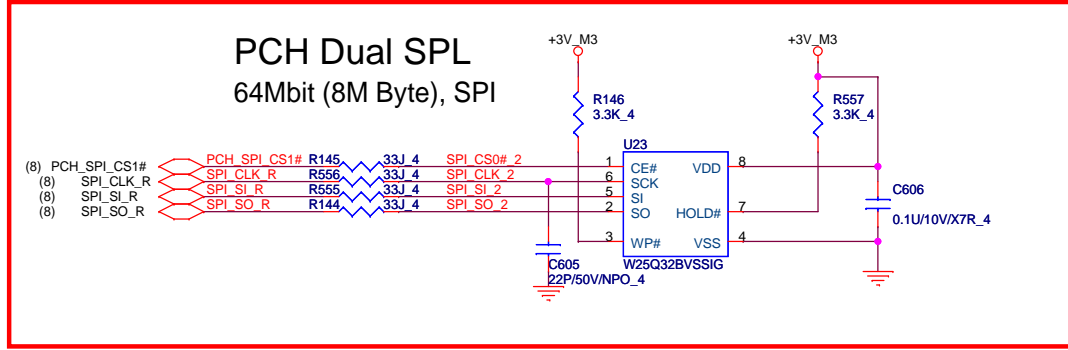 PCH Dual SPL
64Mbit (8M Byte), SPI
+3V_M3
+3V_M3
R146
3.3K_4
R557
3.3K_4
U23
(8) PCH_SPI_CS1# PCH_SPI_CS1# R145 33J_4 SPI_CS0#_2 1 CE# VDD 8
(8) SPI_CLK_R SPI_CLK_R R556 33J_4 SPI_CLK_2 6 SCK
(8) SPI_SI_R SPI_SI_R R555 33J_4 SPI_SI_2 5 SI
(8) SPI_SO_R SPI_SO_R R144 33J_4 SPI_SO_2 2 SO HOLD# 7
3 WP# VSS 4
C606
0.1U/10V/X7R_4
C605
22P/50V/NPO_4
W25Q32BVSSIG